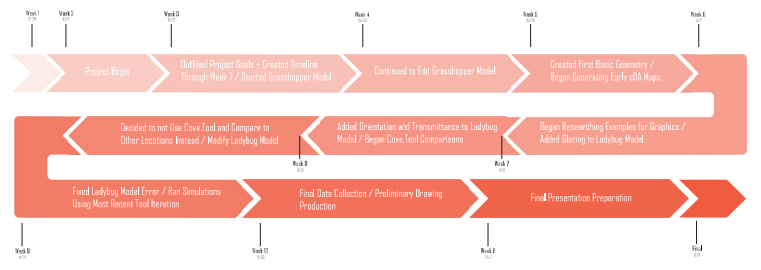 Week 1
Week 2
Week 3
Week 4
Week 5
Week 6
Project Begin
Outlined Project Goals + Created Timeline
Through Week 7 / Started Grasshopper Model
Continued to Edit Grasshopper Model
Created First Basic Geometry /
Began Generating Early sDA Maps
Began Researching Examples for Graphics /
Added Glazing to Ladybug Model
Added Orientation and Transmittance to Ladybug
Model / Began Cove.Tool Comparisons
Decided to not Use Cove.Tool and Compare to
Other Locations Instead / Modify Ladybug Model
Week 7
Week 8
Fixed Ladybug Model Error / Ran Simulations
Using Most Recent Tool Iteration
Final Data Collection / Preliminary Drawing
Production
Final Presentation Preparation
Week 9
Week 10
Week 11
Final